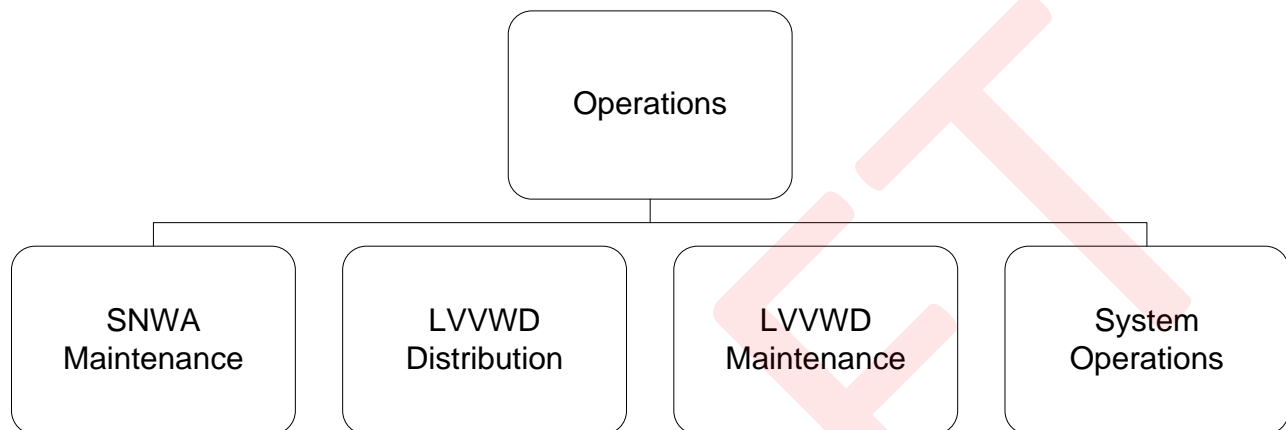 Operations
SNWA
Maintenance
LVVWD
Distribution
LVVWD
Maintenance
System
Operations